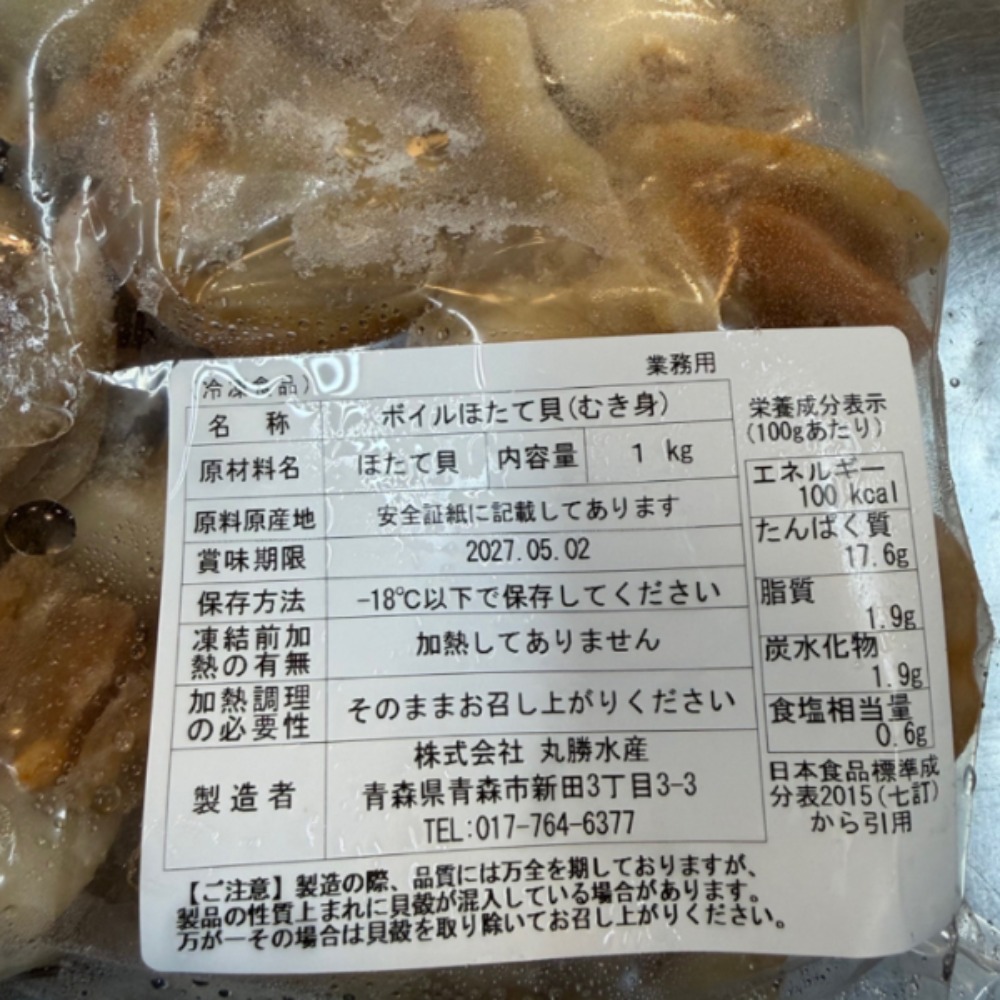 冷凍食品)
業務用
名 称 ボイルほたて貝(むき身)
原材料名 ほたて貝 内容量 1 kg
原料原産地 安全証紙に記載してあります
賞味期限 2027.05.02
保存方法 -18℃以下で保存してください
凍結前加
熱の有無
加熱してありません
加熱調理
の必要性
そのままお召し上がりください
製造者
株式会社 丸勝水産
青森県青森市新田3丁目3-3
TEL:017-764-6377
栄養成分表示
(100gあたり)
エネルギー
100 kcal
たんぱく質
17.6g
脂質
1.9g
炭水化物
1.9g
食塩相当量
0.6g
日本食品標準成
分表2015(七訂)
から引用
【ご注意】製造の際、品質には万全を期しておりますが、
製品の性質上まれに貝殻が混入している場合があります。
万が一その場合は貝殻を取り除いてお召し上がりください。